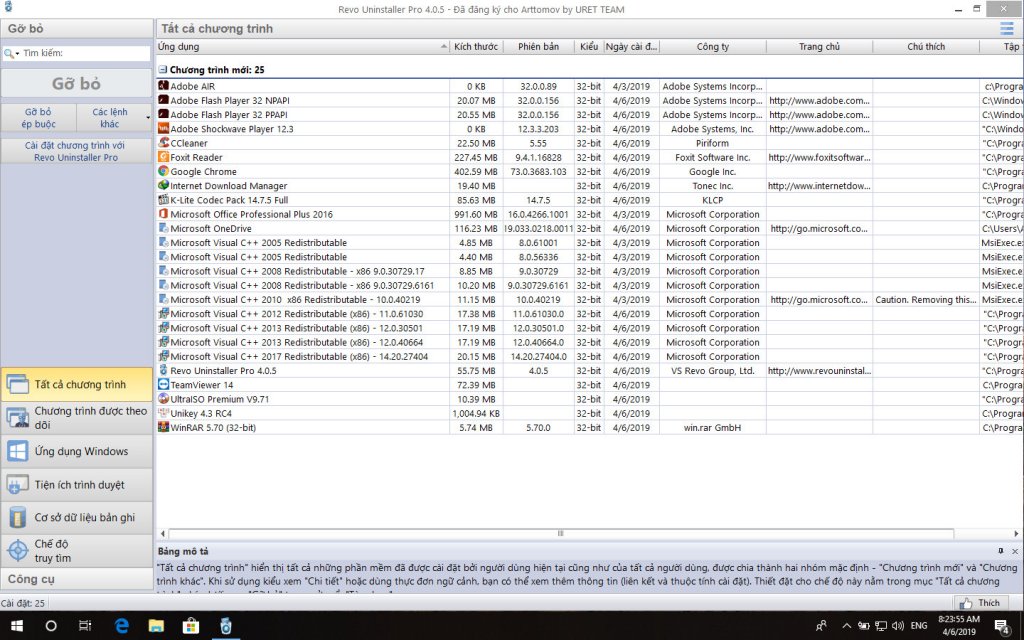 Revo Uninstaller Pro 4.0.5 - Đã đăng ký cho Arttomov by URET TEAM
Gỡ bỏ
Tất cả chương trình
Tìm kiếm:
Gỡ bỏ
Gỡ bỏ ép buộc
Các lệnh khác
Cài đặt chương trình với Revo Uninstaller Pro
Ứng dụng Kích thước Phiên bản Kiểu Ngày cài đ... Công ty Trang chủ Chú thích Tập
Chương trình mới: 25
Adobe AIR 0 KB 32.0.0.89 32-bit 4/3/2019 Adobe Systems Incorp... c:\Progra
Adobe Flash Player 32 NPAPI 20.07 MB 32.0.0.156 32-bit 4/6/2019 Adobe Systems Incorp... http://www.adobe.com... C:\Window
Adobe Flash Player 32 PPAPI 20.55 MB 32.0.0.156 32-bit 4/6/2019 Adobe Systems Incorp... http://www.adobe.com... C:\Window
Adobe Shockwave Player 12.3 0 KB 12.3.3.203 32-bit 4/3/2019 Adobe Systems, Inc. http://www.adobe.com... "C:\Windo
CCleaner 22.50 MB 5.55 32-bit 4/6/2019 Piriform "C:\Progra
Foxit Reader 227.45 MB 9.4.1.16828 32-bit 4/6/2019 Foxit Software Inc. http://www.foxitsoftwar... "C:\Progra
Google Chrome 402.59 MB 73.0.3683.103 32-bit 4/6/2019 Google Inc. "C:\Progra
Internet Download Manager 19.40 MB 32-bit 4/6/2019 Tonec Inc. http://www.internetdow... C:\Progra
K-Lite Codec Pack 14.7.5 Full 85.63 MB 14.7.5 32-bit 4/6/2019 KLCP "C:\Progra
Microsoft Office Professional Plus 2016 991.60 MB 16.0.4266.1001 32-bit 4/6/2019 Microsoft Corporation "C:\Progra
Microsoft OneDrive 116.23 MB 19.033.0218.0011 32-bit 4/6/2019 Microsoft Corporation http://go.microsoft.co... C:\Users\A
Microsoft Visual C++ 2005 Redistributable 4.85 MB 8.0.61001 32-bit 4/3/2019 Microsoft Corporation MsiExec.e
Microsoft Visual C++ 2005 Redistributable 4.40 MB 8.0.56336 32-bit 4/3/2019 Microsoft Corporation MsiExec.e
Microsoft Visual C++ 2008 Redistributable - x86 9.0.30729.17 8.85 MB 9.0.30729 32-bit 4/3/2019 Microsoft Corporation MsiExec.e
Microsoft Visual C++ 2008 Redistributable - x86 9.0.30729.6161 10.20 MB 9.0.30729.6161 32-bit 4/3/2019 Microsoft Corporation MsiExec.e
Microsoft Visual C++ 2010 x86 Redistributable - 10.0.40219 11.15 MB 10.0.40219 32-bit 4/3/2019 Microsoft Corporation http://go.microsoft.co... Caution. Removing this... MsiExec.e
Microsoft Visual C++ 2012 Redistributable (x86) - 11.0.61030 17.38 MB 11.0.61030.0 32-bit 4/6/2019 Microsoft Corporation "C:\Progra
Microsoft Visual C++ 2013 Redistributable (x86) - 12.0.30501 17.19 MB 12.0.30501.0 32-bit 4/6/2019 Microsoft Corporation "C:\Progra
Microsoft Visual C++ 2013 Redistributable (x86) - 12.0.40664 17.19 MB 12.0.40664.0 32-bit 4/6/2019 Microsoft Corporation "C:\Progra
Microsoft Visual C++ 2017 Redistributable (x86) - 14.20.27404 20.15 MB 14.20.27404.0 32-bit 4/6/2019 Microsoft Corporation "C:\Progra
Revo Uninstaller Pro 4.0.5 55.75 MB 4.0.5 32-bit 4/6/2019 VS Revo Group, Ltd. http://www.revouninstal... "C:\Progra
TeamViewer 14 72.39 MB 32-bit 4/6/2019 C:\Progra
UltraISO Premium V9.71 10.39 MB 32-bit 4/6/2019 "C:\Progra
Unikey 4.3 RC4 1,004.94 KB 32-bit 4/6/2019 C:\Progra
WinRAR 5.70 (32-bit) 5.74 MB 5.70.0 32-bit 4/6/2019 win.rar GmbH C:\Progra
Tất cả chương trình
Chương trình được theo dõi
Ứng dụng Windows
Tiện ích trình duyệt
Cơ sở dữ liệu bản ghi
Chế độ truy tìm
Công cụ
Bảng mô tả
"Tất cả chương trình" hiển thị tất cả những phần mềm đã được cài đặt bởi người dùng hiện tại cũng như của tất cả người dùng, được chia thành hai nhóm mặc định - "Chương trình mới" và "Chương
trình khác". Khi sử dụng kiểu xem "Chi tiết" hoặc dùng thực đơn ngữ cảnh, bạn có thể xem thêm thông tin (liên kết và thuộc tính cài đặt). Thiết đặt cho chế độ này nằm trong mục "Tất cả chương
Cài đặt: 25
Thích
ENG
8:23:55 AM
4/6/2019
4